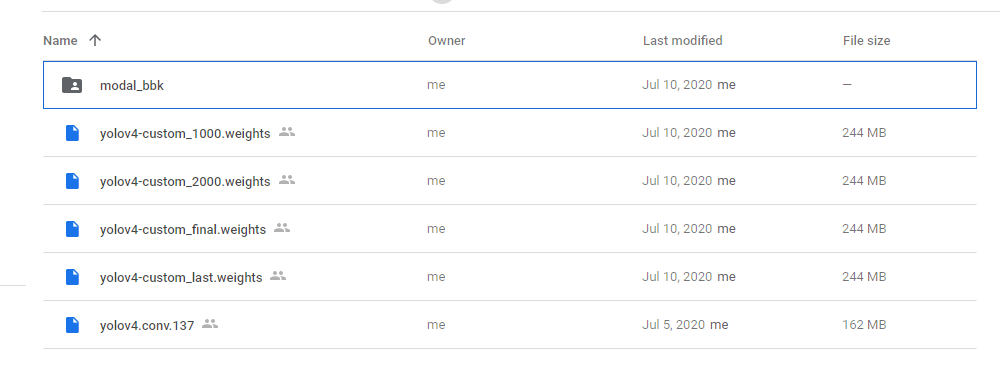 Name Owner Last modified File size
modal_bbk me Jul 10, 2020 me —
yolov4-custom_1000.weights me Jul 10, 2020 me 244 MB
yolov4-custom_2000.weights me Jul 10, 2020 me 244 MB
yolov4-custom_final.weights me Jul 10, 2020 me 244 MB
yolov4-custom_last.weights me Jul 10, 2020 me 244 MB
yolov4.conv.137 me Jul 5, 2020 me 162 MB